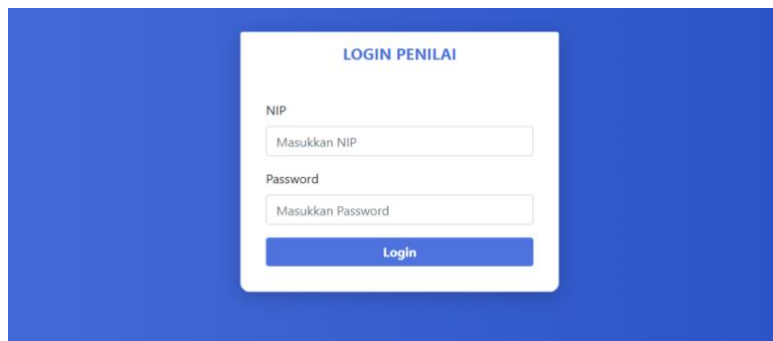 LOGIN PENILAI
NIP
Masukkan NIP
Password
Masukkan Password
Login